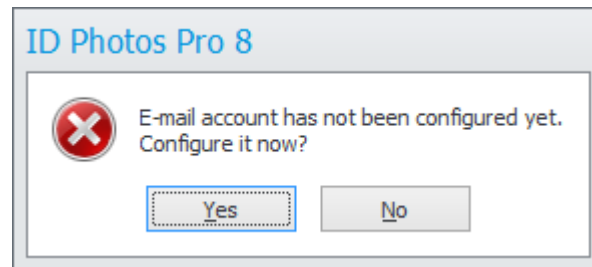 ID Photos Pro 8
E-mail account has not been configured yet.
Configure it now?
Yes No